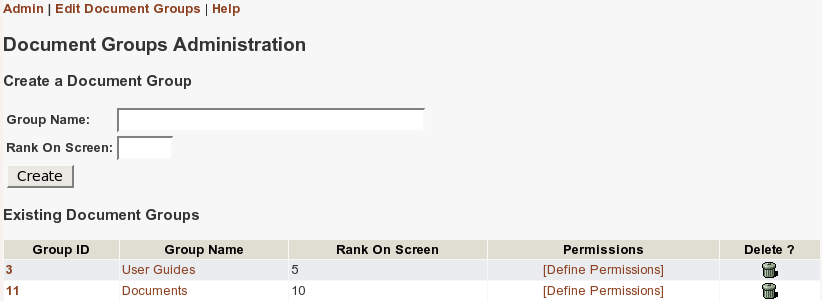 Admin | Edit Document Groups | Help
Document Groups Administration
Create a Document Group
Group Name:
Rank On Screen:
Create
Existing Document Groups
Group ID Group Name Rank On Screen Permissions Delete ?
3 User Guides 5 [Define Permissions]
11 Documents 10 [Define Permissions]